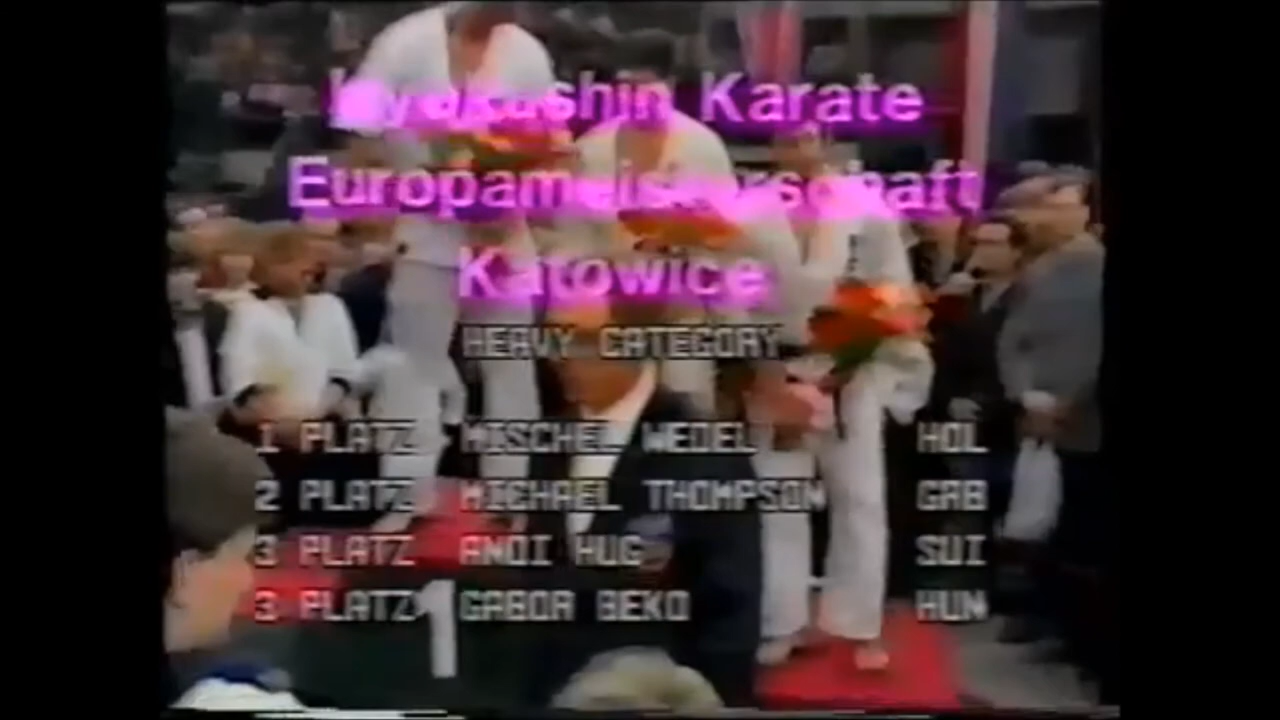 Kyokushin Karate
Europameisterschaft
Katowice
HEAVY CATEGORY
1 PLATZ MISCHEL WEDEL HOL
2 PLATZ MICHAEL THOMPSON GRB
3 PLATZ ANDI HUG SUI
3 PLATZ GABOR BEKO HUN
1